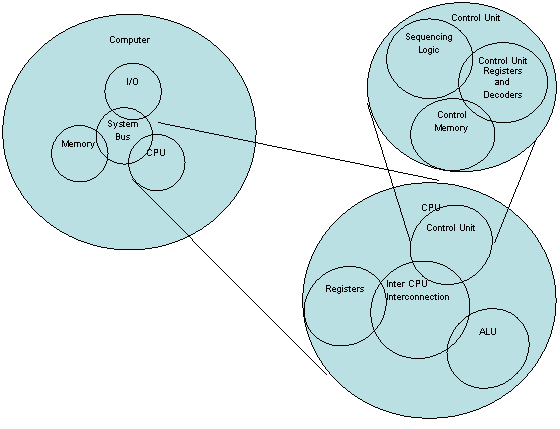 Computer
I/O
System
Bus
Memory
CPU
Control Unit
Sequencing
Logic
Control Unit
Registers
and
Decoders
Control
Memory
CPU
Control Unit
Registers
Inter CPU
Interconnection
ALU